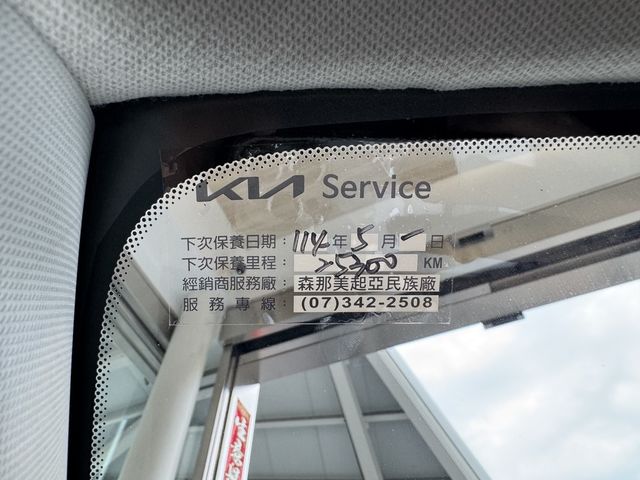 KIA Service
下次保養日期：114年5月一日
下次保養里程：25300 KM
經銷商服務廠：森那美起亞民族廠
服務專線：(07)342-2508